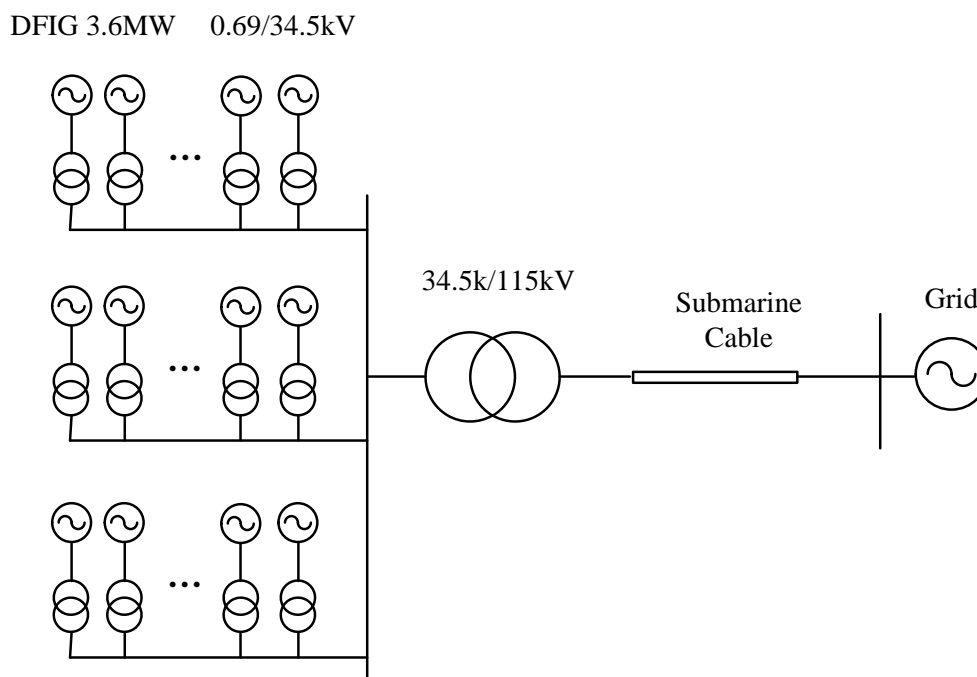 DFIG 3.6MW 0.69/34.5kV
...
34.5k/115kV
Submarine
Cable
Grid
...
...